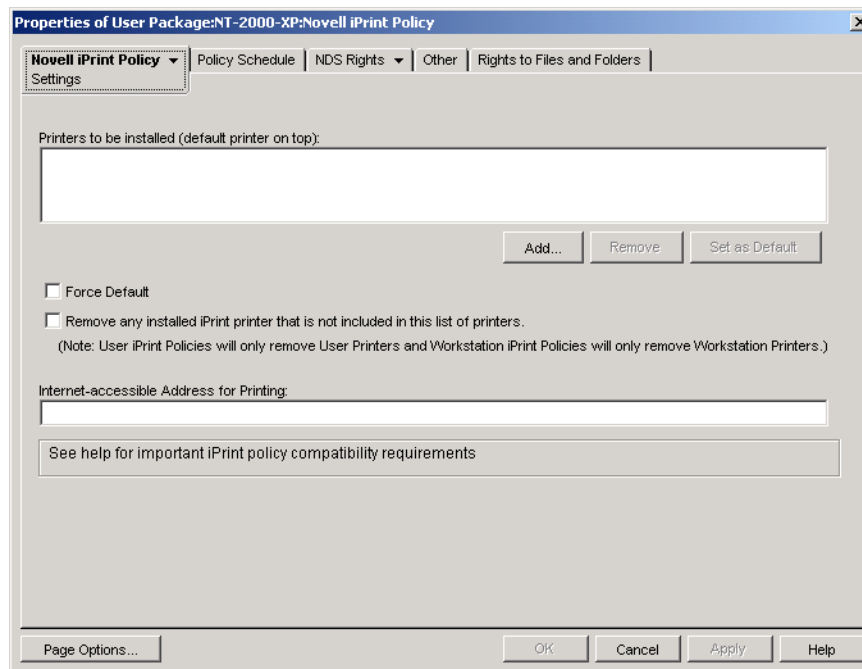 Properties of User Package:NT-2000-XP:Novell iPrint Policy
Novell iPrint Policy Policy Schedule NDS Rights Other Rights to Files and Folders
Settings
Printers to be installed (default printer on top):
Add... Remove Set as Default
Force Default
Remove any installed iPrint printer that is not included in this list of printers.
(Note: User iPrint Policies will only remove User Printers and Workstation iPrint Policies will only remove Workstation Printers.)
Internet-accessible Address for Printing:
See help for important iPrint policy compatibility requirements
Page Options... OK Cancel Apply Help